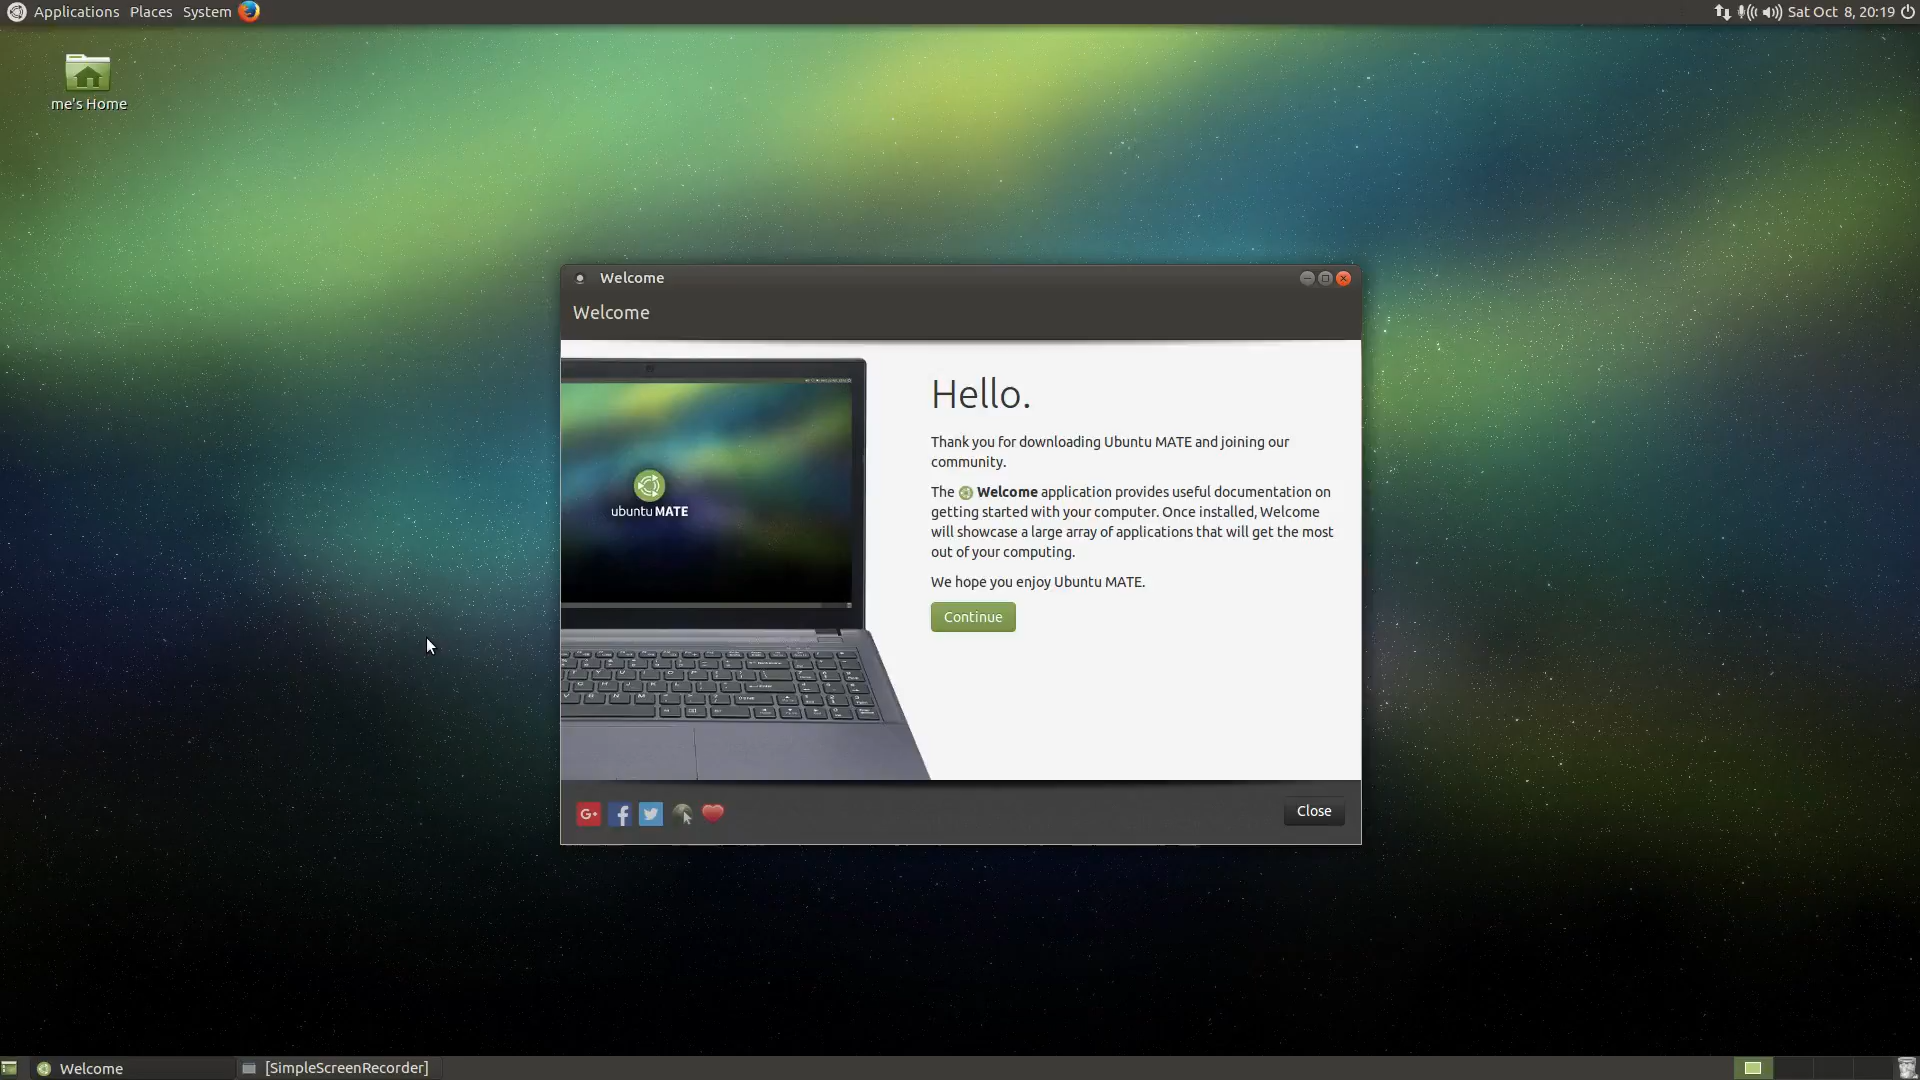 Applications Places System
Sat Oct 8, 20:19
me's Home
Welcome
Welcome
ubuntu MATE
Hello.
Thank you for downloading Ubuntu MATE and joining our
community.
The Welcome application provides useful documentation on
getting started with your computer. Once installed, Welcome
will showcase a large array of applications that will get the most
out of your computing.
We hope you enjoy Ubuntu MATE.
Continue
G+
Close
Welcome
[SimpleScreenRecorder]